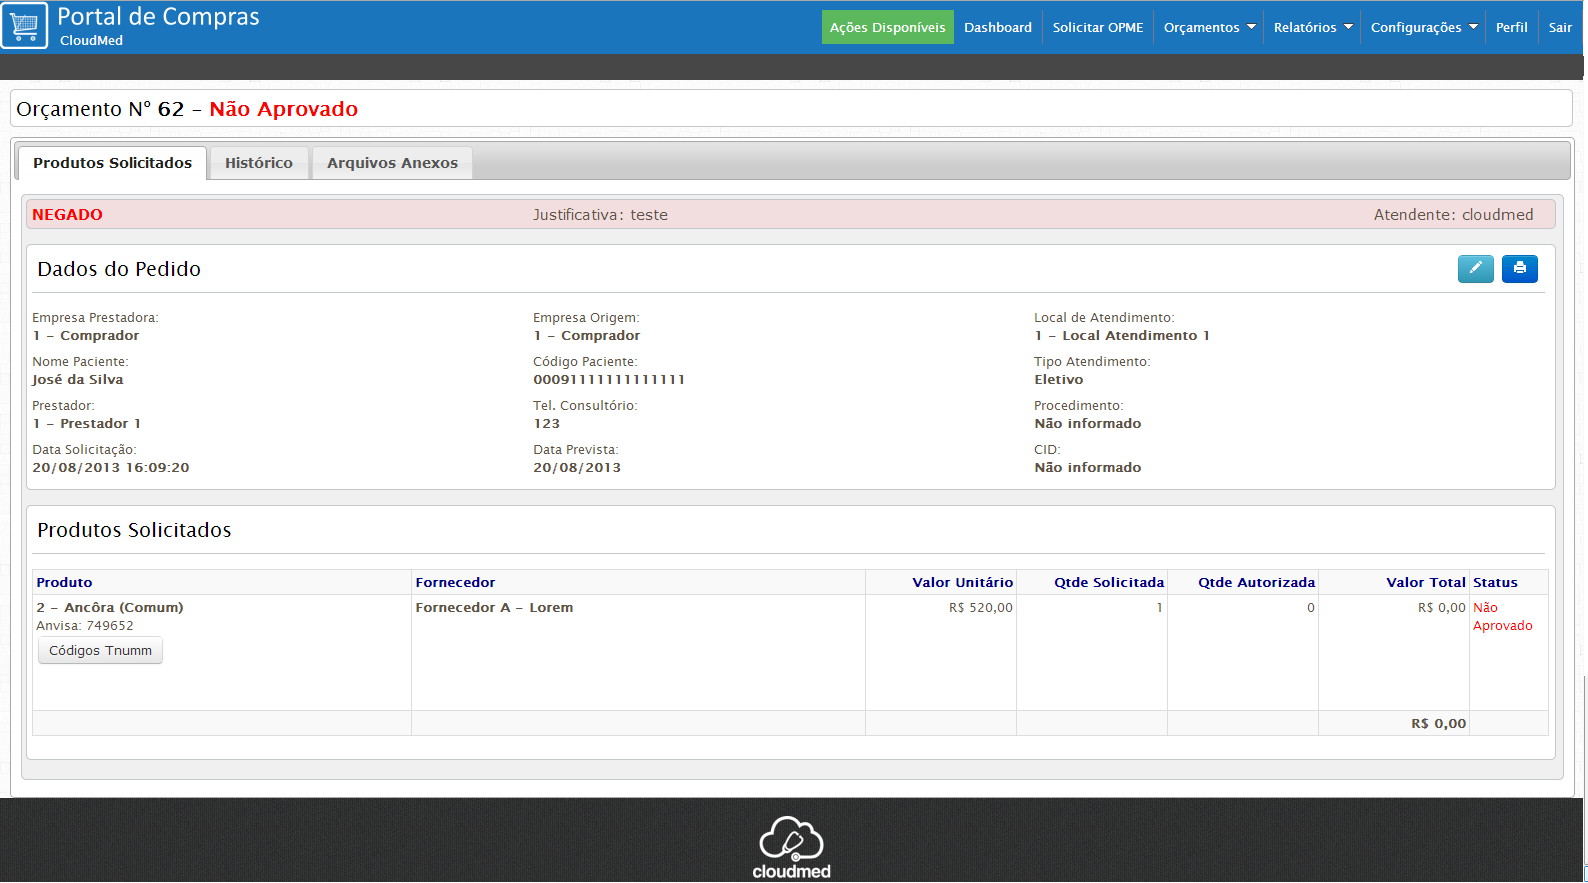 Portal de Compras
CloudMed
Ações Disponíveis Dashboard Solicitar OPME Orçamentos Relatórios Configurações Perfil Sair
Orçamento Nº 62 - Não Aprovado
Produtos Solicitados Histórico Arquivos Anexos
NEGADO Justificativa: teste Atendente: cloudmed
Dados do Pedido
Empresa Prestadora: Empresa Origem: Local de Atendimento:
1 - Comprador 1 - Comprador 1 - Local Atendimento 1
Nome Paciente: Código Paciente: Tipo Atendimento:
José da Silva 00091111111111111 Eletivo
Prestador: Tel. Consultório: Procedimento:
1 - Prestador 1 123 Não informado
Data Solicitação: Data Prevista: CID:
20/08/2013 16:09:20 20/08/2013 Não informado
Produtos Solicitados
Produto Fornecedor Valor Unitário Qtde Solicitada Qtde Autorizada Valor Total Status
2 - Ancôra (Comum) Fornecedor A - Lorem R$ 520,00 1 0 R$ 0,00 Não
Anvisa: 749652 Aprovado
Códigos Tnumm
R$ 0,00
cloudmed